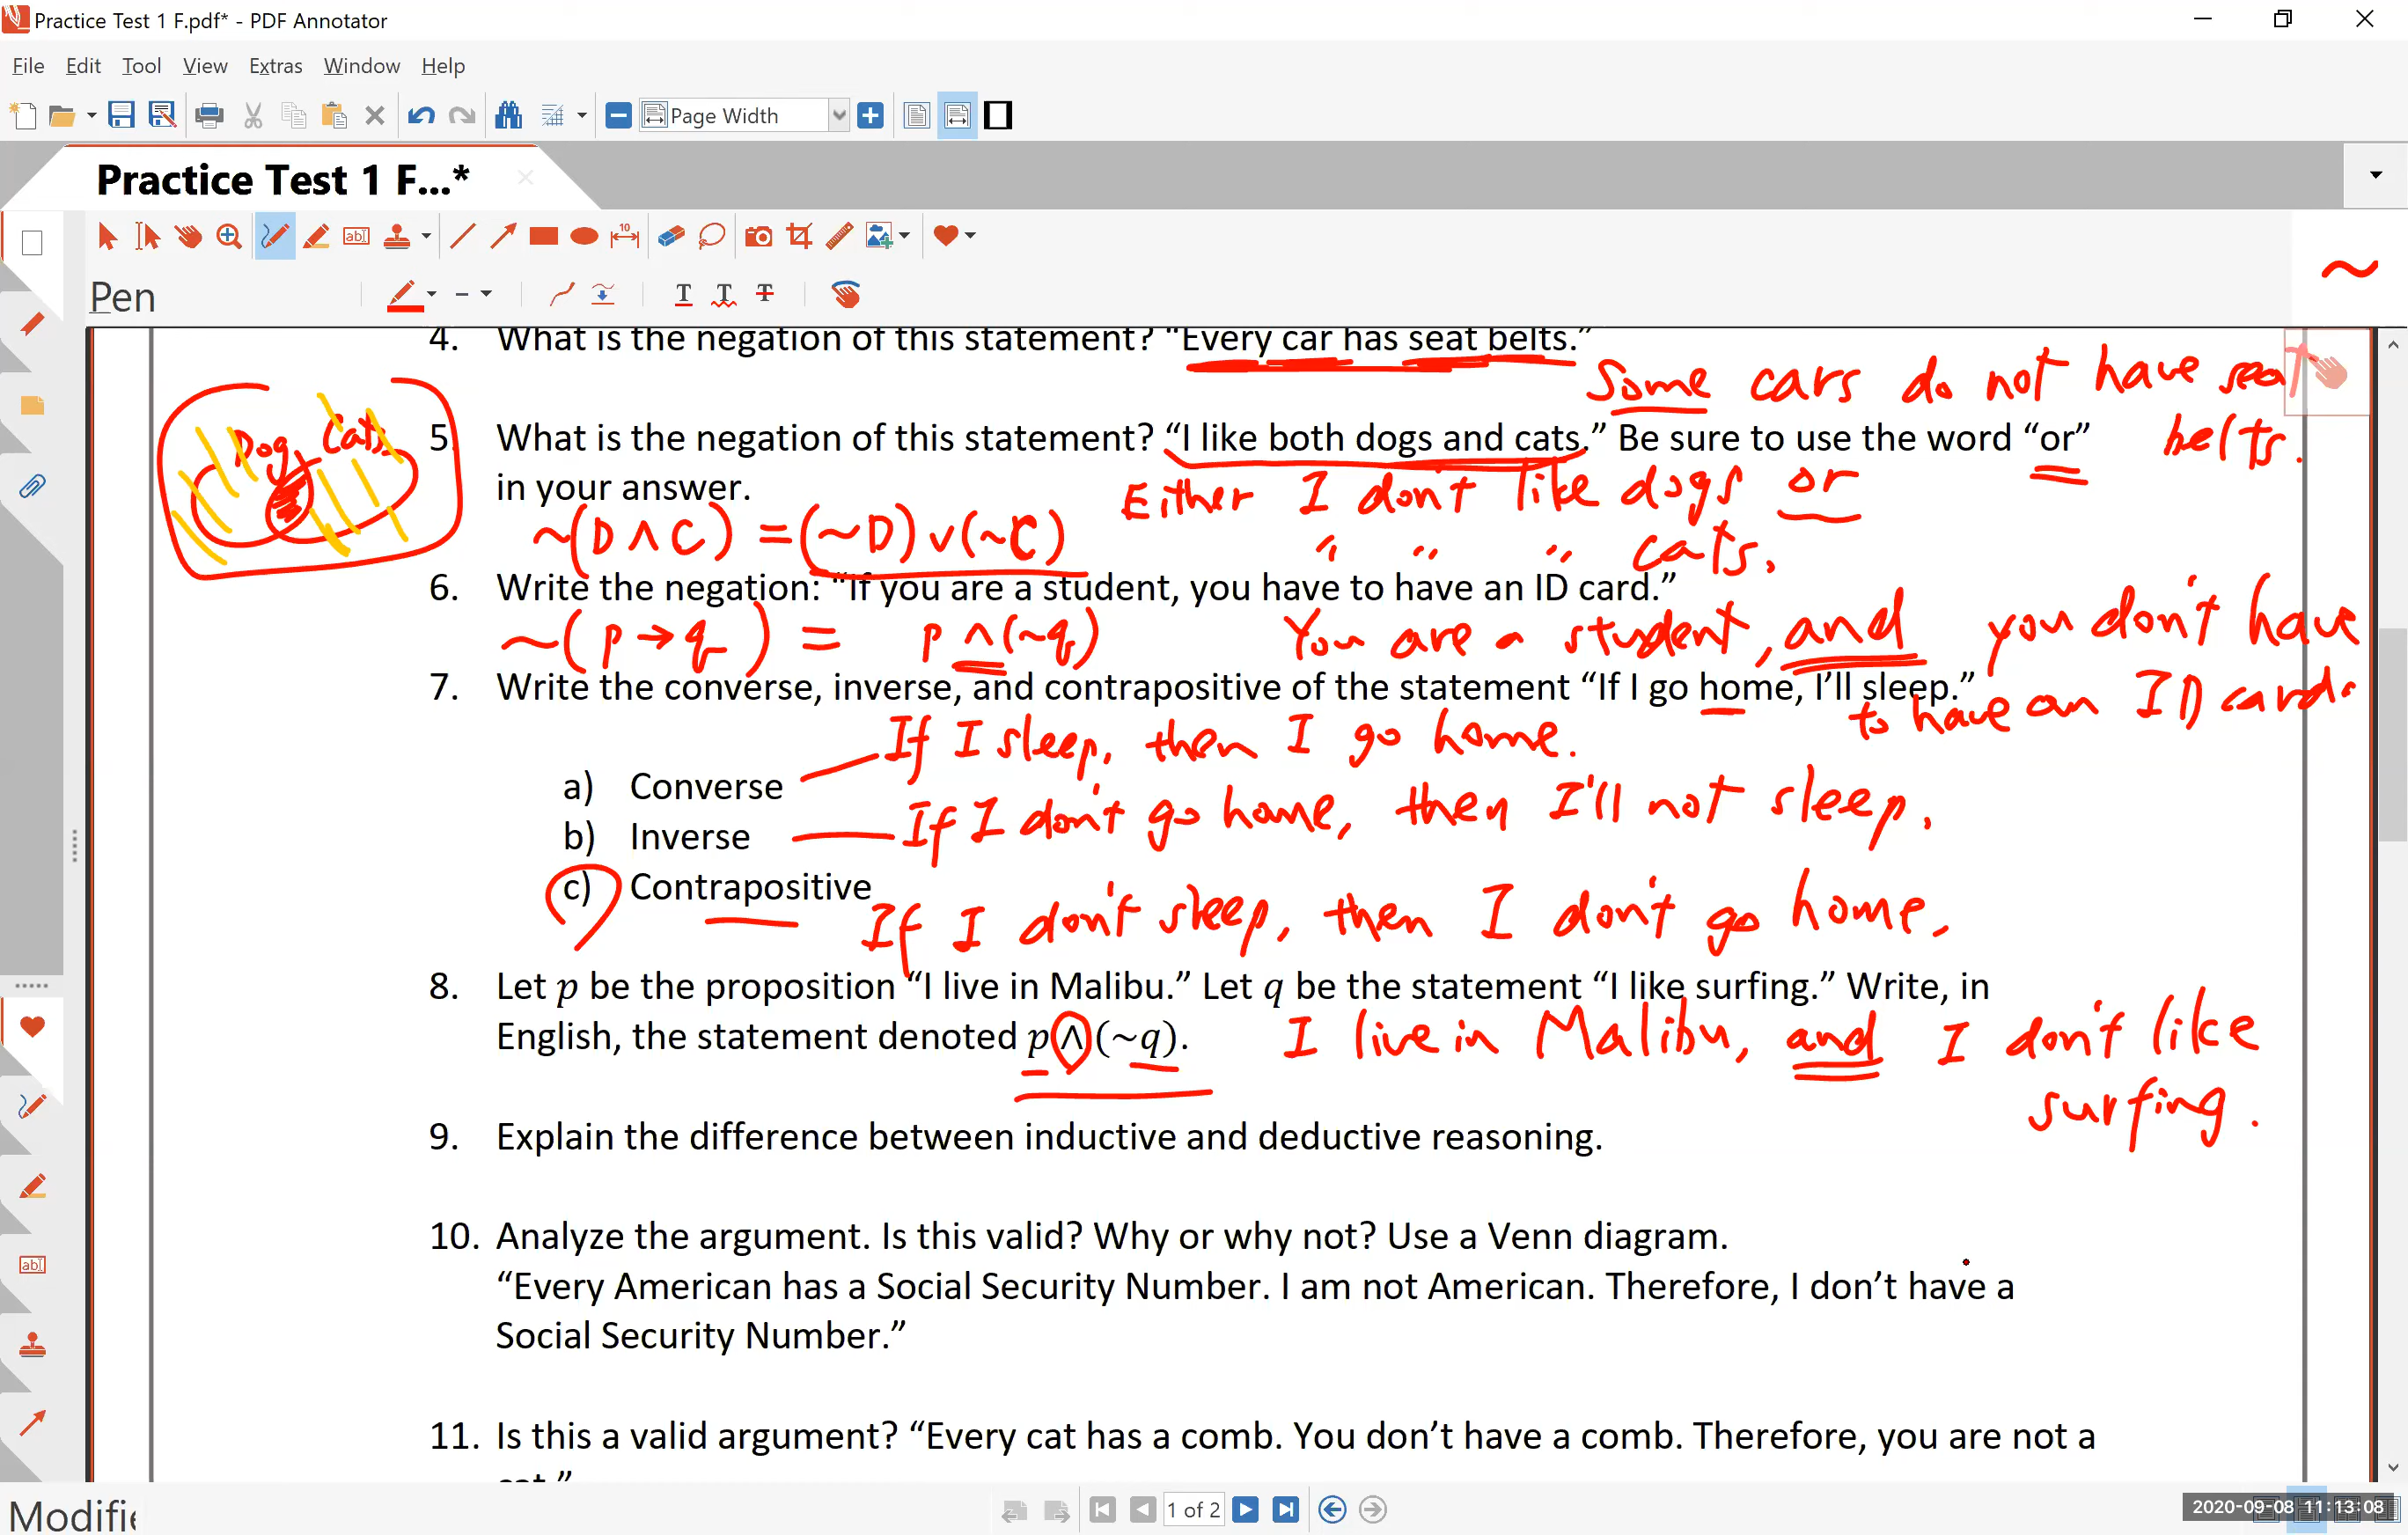 Practice Test 1 F.pdf* - PDF Annotator
File Edit Tool View Extras Window Help
Page Width
Practice Test 1 F...*
Pen
4. What is the negation of this statement? “Every car has seat belts.”
Some cars do not have seat
belts.
Dog Cats
5. What is the negation of this statement? “I like both dogs and cats.” Be sure to use the word “or”
in your answer.
Either I don't like dogs or
" " " cats.
~(D ∧ C) = (~D) ∨ (~C)
6. Write the negation: “If you are a student, you have to have an ID card.”
~(p → q) = p ∧ (~q) You are a student, and you don't have
to have an ID card.
7. Write the converse, inverse, and contrapositive of the statement “If I go home, I’ll sleep.”
If I sleep, then I go home.
a) Converse
If I don't go home, then I'll not sleep.
b) Inverse
c) Contrapositive
If I don't sleep, then I don't go home.
8. Let p be the proposition “I live in Malibu.” Let q be the statement “I like surfing.” Write, in
English, the statement denoted p ∧ (~q).
I live in Malibu, and I don't like
surfing.
9. Explain the difference between inductive and deductive reasoning.
10. Analyze the argument. Is this valid? Why or why not? Use a Venn diagram.
“Every American has a Social Security Number. I am not American. Therefore, I don’t have a
Social Security Number.”
11. Is this a valid argument? “Every cat has a comb. You don’t have a comb. Therefore, you are not a
cat.”
1 of 2
2020-09-08 11:13:08